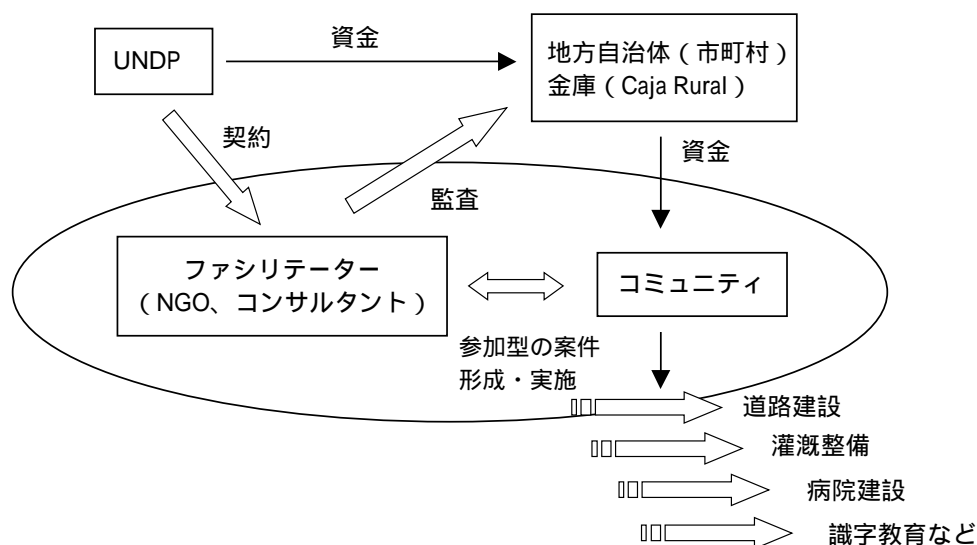 資金
UNDP
地方自治体（市町村）
金庫（Caja Rural）
契約
資金
監査
ファシリテーター
（NGO、コンサルタント）
コミュニティ
参加型の案件
形成・実施
道路建設
灌漑整備
病院建設
識字教育など